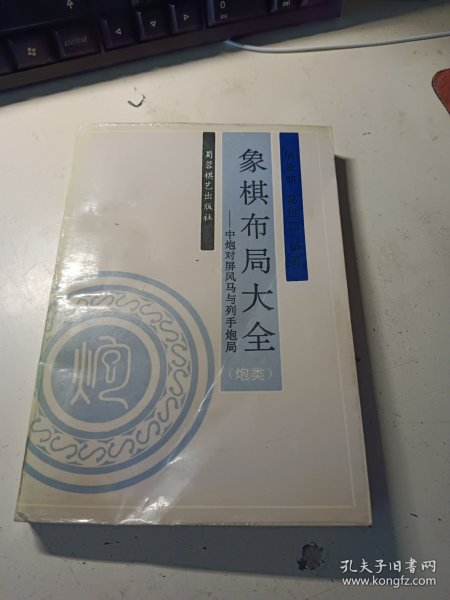 象棋布局大全
——中炮对屏风马与列手炮局
（炮类）
蜀蓉棋艺出版社
炮
control
孔夫子旧书网
www.kongfz.com